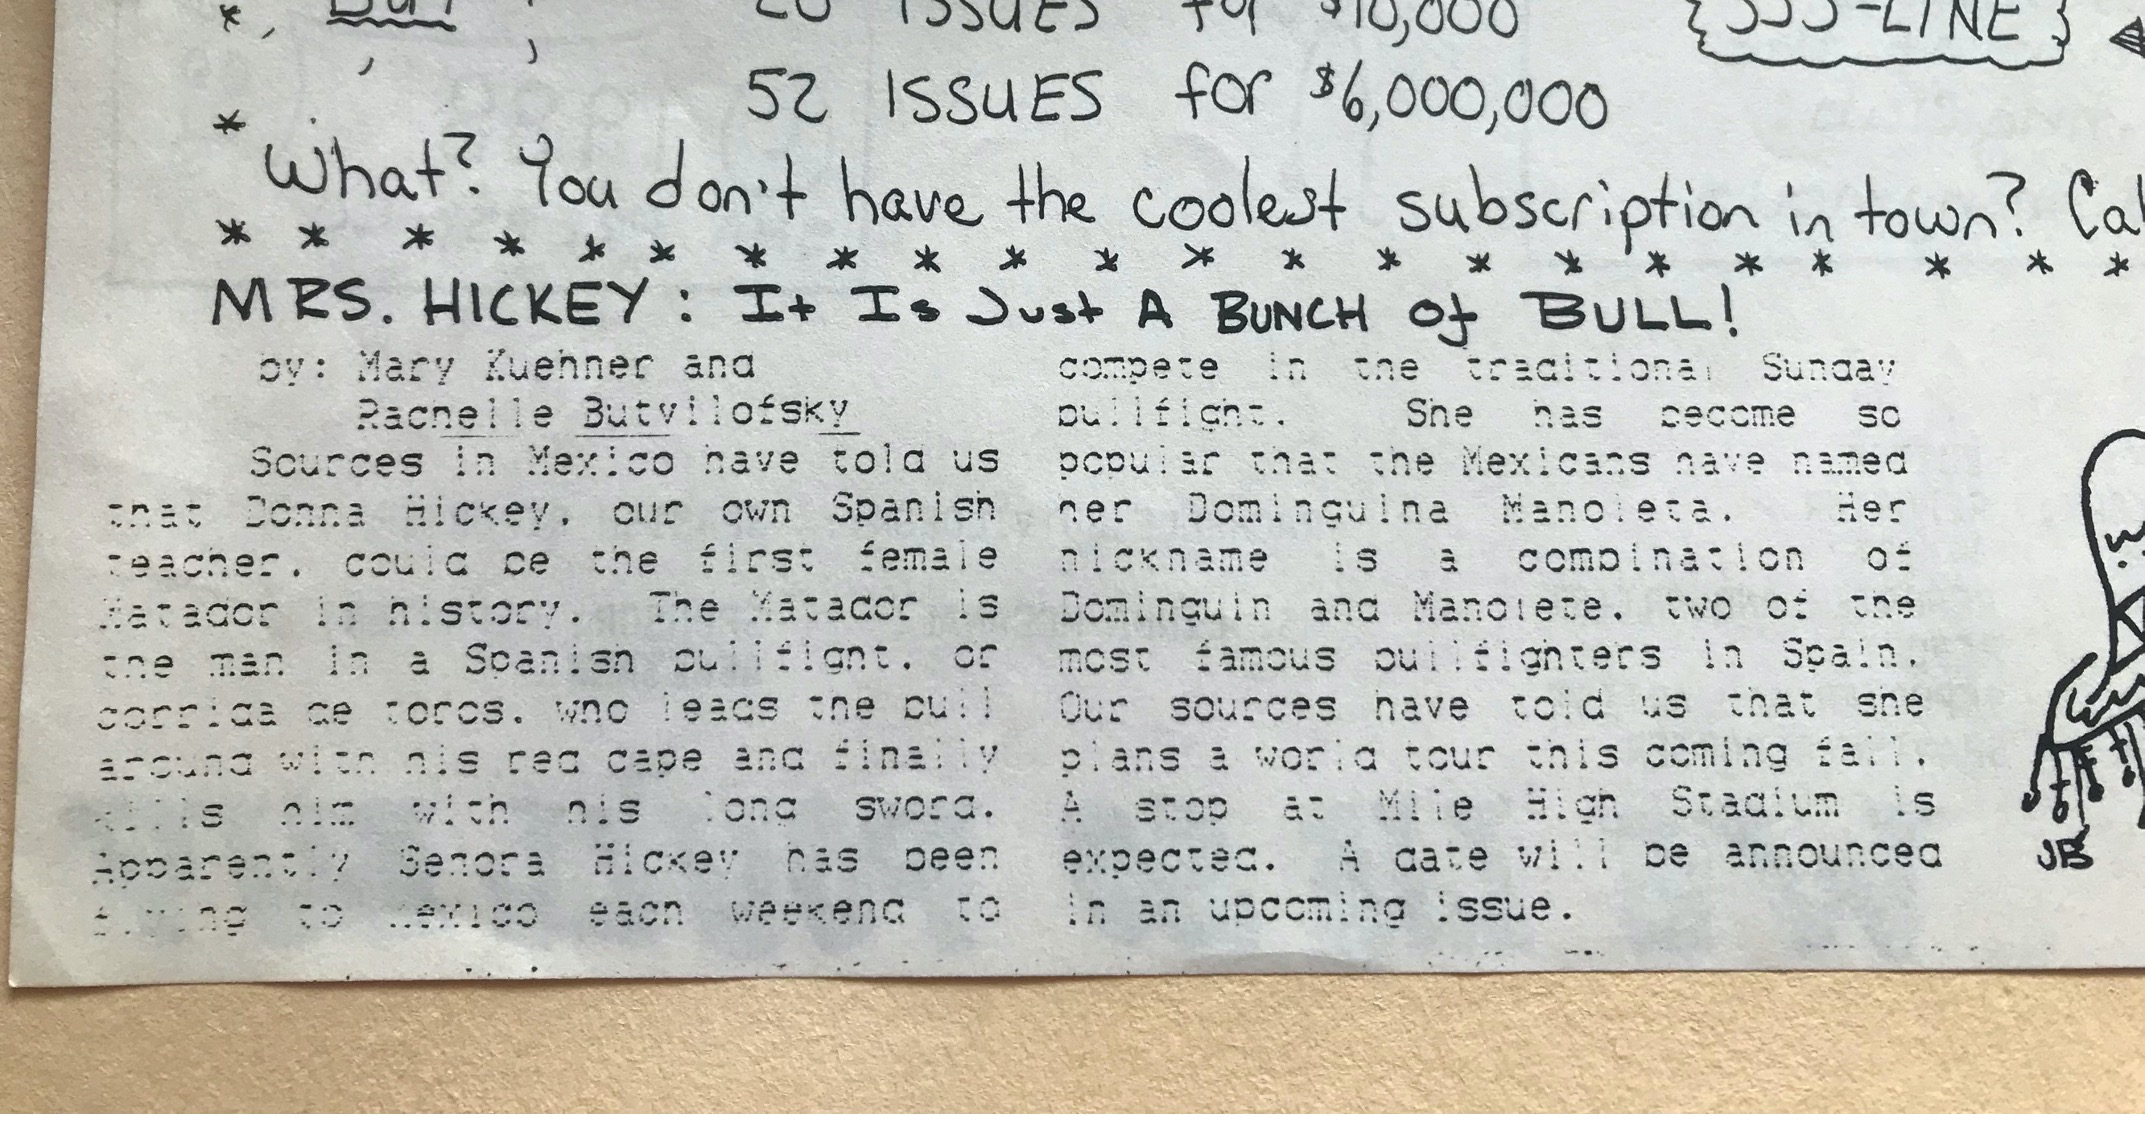 BUY
20 ISSUES for $10,000
SSS-LINE
52 ISSUES for $6,000,000
What? You don't have the coolest subscription in town? Cal
MRS. HICKEY: It Is Just A BUNCH of BULL!
by: Mary Kuehner and
Rachelle Butvilofsky
Sources in Mexico have told us
that Donna Hickey, our own Spanish
teacher, could be the first female
Matador in history. The Matador is
the man in a Spanish bullfight, or
corrida de toros, who leads the bull
around with his red cape and finally
kills him with his long sword.
Apparently Senora Hickey has been
flying to Mexico each weekend to
compete in the traditional Sunday
bullfight. She has become so
popular that the Mexicans have named
her Dominguina Manoleta. Her
nickname is a combination of
Dominguin and Manolete, two of the
most famous bullfighters in Spain.
Our sources have told us that she
plans a world tour this coming fall.
A stop at Mile High Stadium is
expected. A date will be announced
in an upcoming issue.
JB